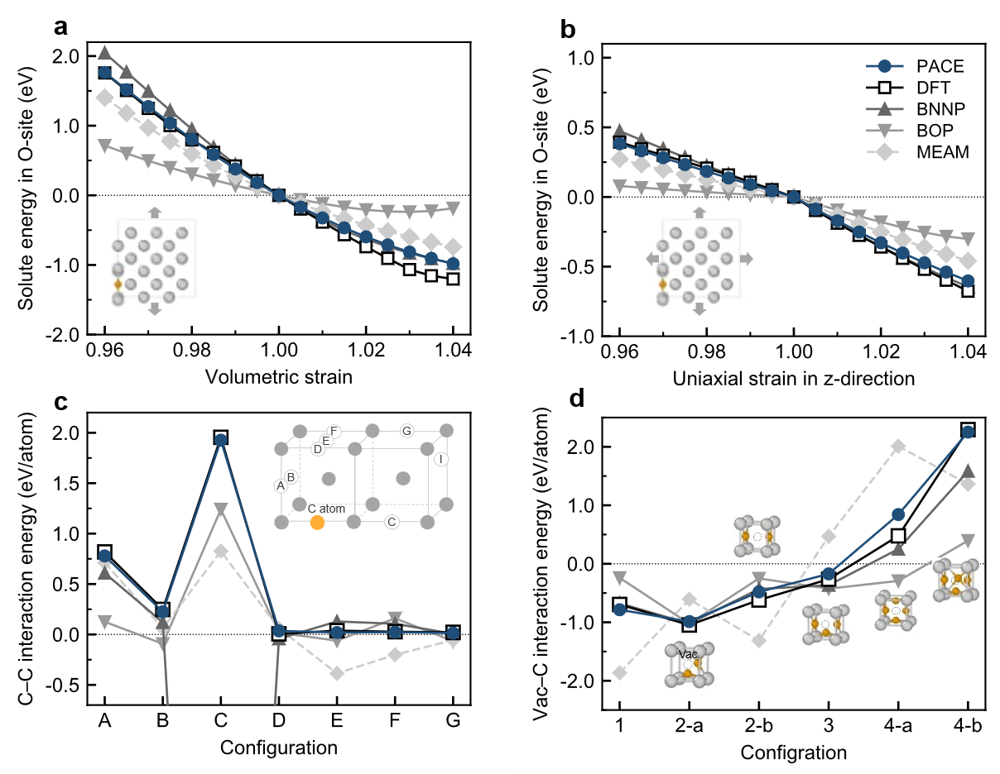 a
Solute energy in O-site (eV)
2.0
1.0
0.0
-1.0
-2.0
0.96
0.98
1.00
1.02
1.04
Volumetric strain
b
Solute energy in O-site (eV)
1.0
0.5
0.0
-0.5
-1.0
PACE
DFT
BNNP
BOP
MEAM
0.96
0.98
1.00
1.02
1.04
Uniaxial strain in z-direction
c
C–C interaction energy (eV/atom)
2.0
1.5
1.0
0.5
0.0
-0.5
F
G
E
D
I
B
A
C atom
C
A
B
C
D
E
F
G
Configuration
d
Vac–C interaction energy (eV/atom)
2.0
1.0
0.0
-1.0
-2.0
Vac
1
2-a
2-b
3
4-a
4-b
Configration